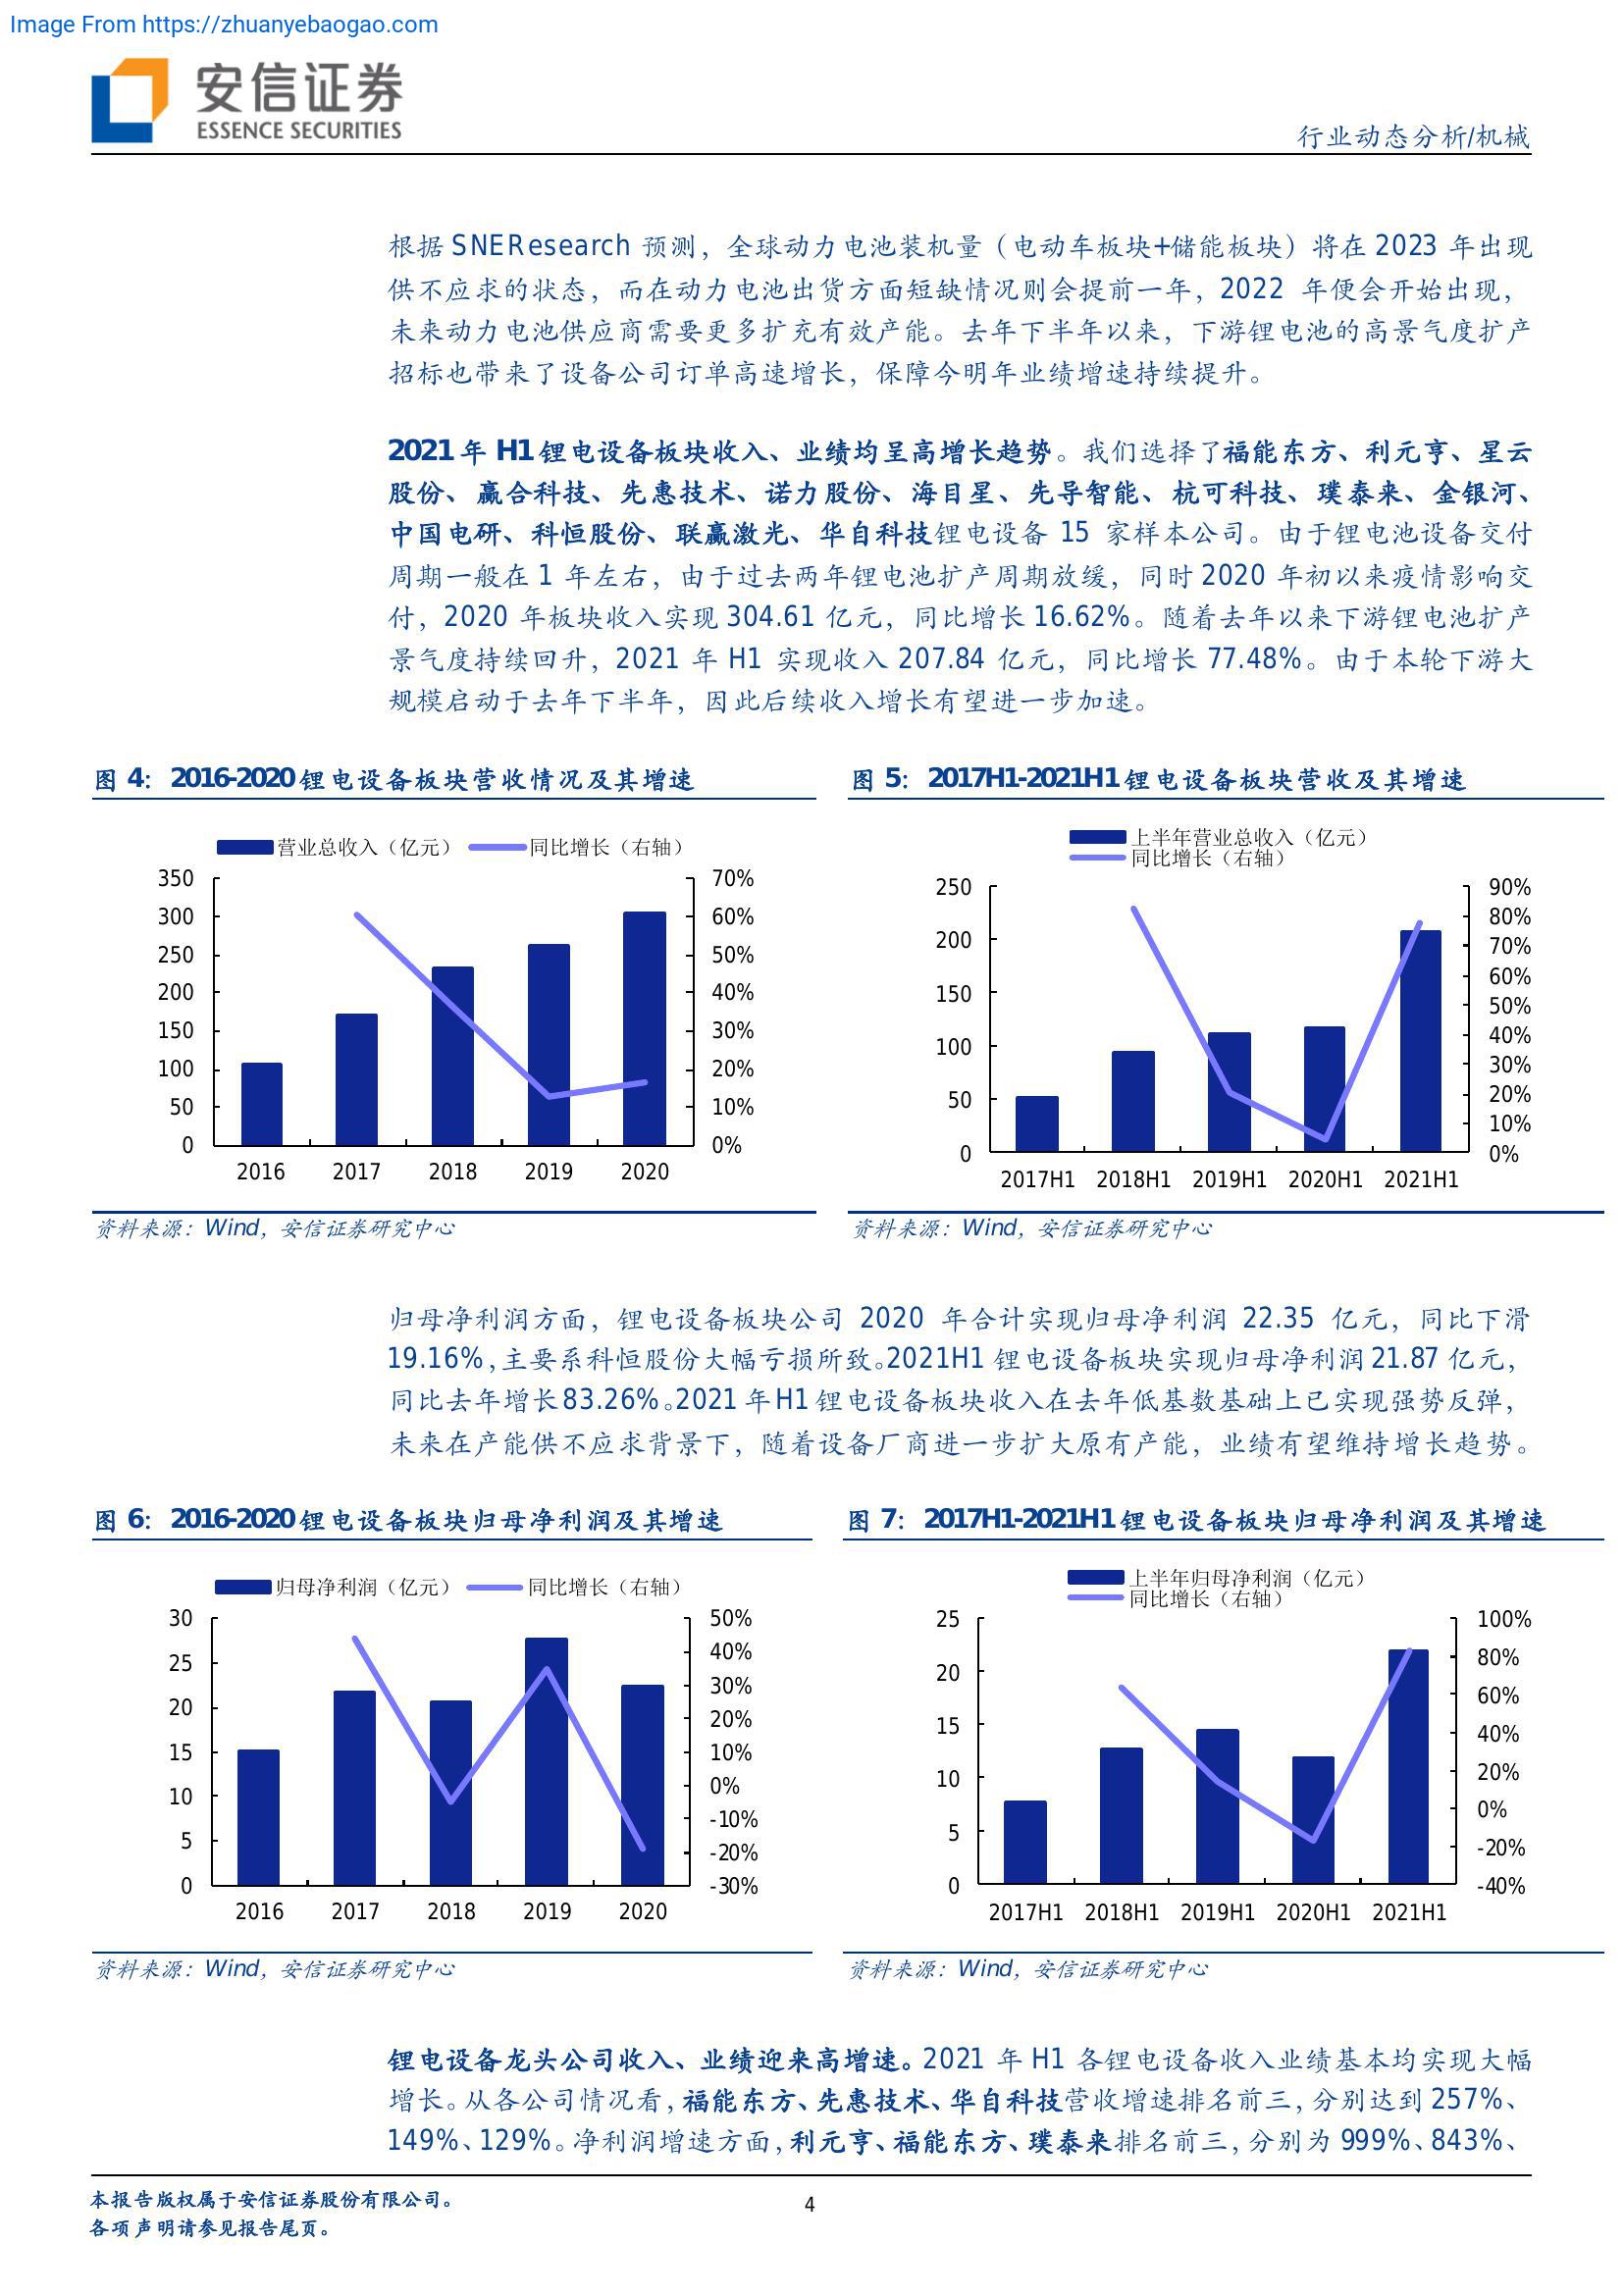 Image From https://zhuanyebaogao.com
安信证券
ESSENCE SECURITIES
行业动态分析/机械
根据 SNEResearch 预测，全球动力电池装机量（电动车板块+储能板块）将在 2023 年出现
供不应求的状态，而在动力电池出货方面短缺情况则会提前一年，2022 年便会开始出现，
未来动力电池供应商需要更多扩充有效产能。去年下半年以来，下游锂电池的高景气度扩产
招标也带来了设备公司订单高速增长，保障今明年业绩增速持续提升。
2021 年 H1 锂电设备板块收入、业绩均呈高增长趋势。我们选择了福能东方、利元亨、星云
股份、赢合科技、先惠技术、诺力股份、海目星、先导智能、杭可科技、璞泰来、金银河、
中国电研、科恒股份、联赢激光、华自科技锂电设备 15 家样本公司。由于锂电池设备交付
周期一般在 1 年左右，由于过去两年锂电池扩产周期放缓，同时 2020 年初以来疫情影响交
付，2020 年板块收入实现 304.61 亿元，同比增长 16.62%。随着去年以来下游锂电池扩产
景气度持续回升，2021 年 H1 实现收入 207.84 亿元，同比增长 77.48%。由于本轮下游大
规模启动于去年下半年，因此后续收入增长有望进一步加速。
图 4：2016-2020 锂电设备板块营收情况及其增速
营业总收入（亿元） 同比增长（右轴）
350
300
250
200
150
100
50
0
70%
60%
50%
40%
30%
20%
10%
0%
2016 2017 2018 2019 2020
资料来源：Wind，安信证券研究中心
图 5：2017H1-2021H1 锂电设备板块营收及其增速
上半年营业总收入（亿元）
同比增长（右轴）
250
200
150
100
50
0
90%
80%
70%
60%
50%
40%
30%
20%
10%
0%
2017H1 2018H1 2019H1 2020H1 2021H1
资料来源：Wind，安信证券研究中心
归母净利润方面，锂电设备板块公司 2020 年合计实现归母净利润 22.35 亿元，同比下滑
19.16%，主要系科恒股份大幅亏损所致。2021H1 锂电设备板块实现归母净利润 21.87 亿元，
同比去年增长 83.26%。2021 年 H1 锂电设备板块收入在去年低基数基础上已实现强势反弹，
未来在产能供不应求背景下，随着设备厂商进一步扩大原有产能，业绩有望维持增长趋势。
图 6：2016-2020 锂电设备板块归母净利润及其增速
归母净利润（亿元） 同比增长（右轴）
30
25
20
15
10
5
0
50%
40%
30%
20%
10%
0%
-10%
-20%
-30%
2016 2017 2018 2019 2020
资料来源：Wind，安信证券研究中心
图 7：2017H1-2021H1 锂电设备板块归母净利润及其增速
上半年归母净利润（亿元）
同比增长（右轴）
25
20
15
10
5
0
100%
80%
60%
40%
20%
0%
-20%
-40%
2017H1 2018H1 2019H1 2020H1 2021H1
资料来源：Wind，安信证券研究中心
锂电设备龙头公司收入、业绩迎来高增速。2021 年 H1 各锂电设备收入业绩基本均实现大幅
增长。从各公司情况看，福能东方、先惠技术、华自科技营收增速排名前三，分别达到 257%、
149%、129%。净利润增速方面，利元亨、福能东方、璞泰来排名前三，分别为 999%、843%、
本报告版权属于安信证券股份有限公司。
各项声明请参见报告尾页。
4